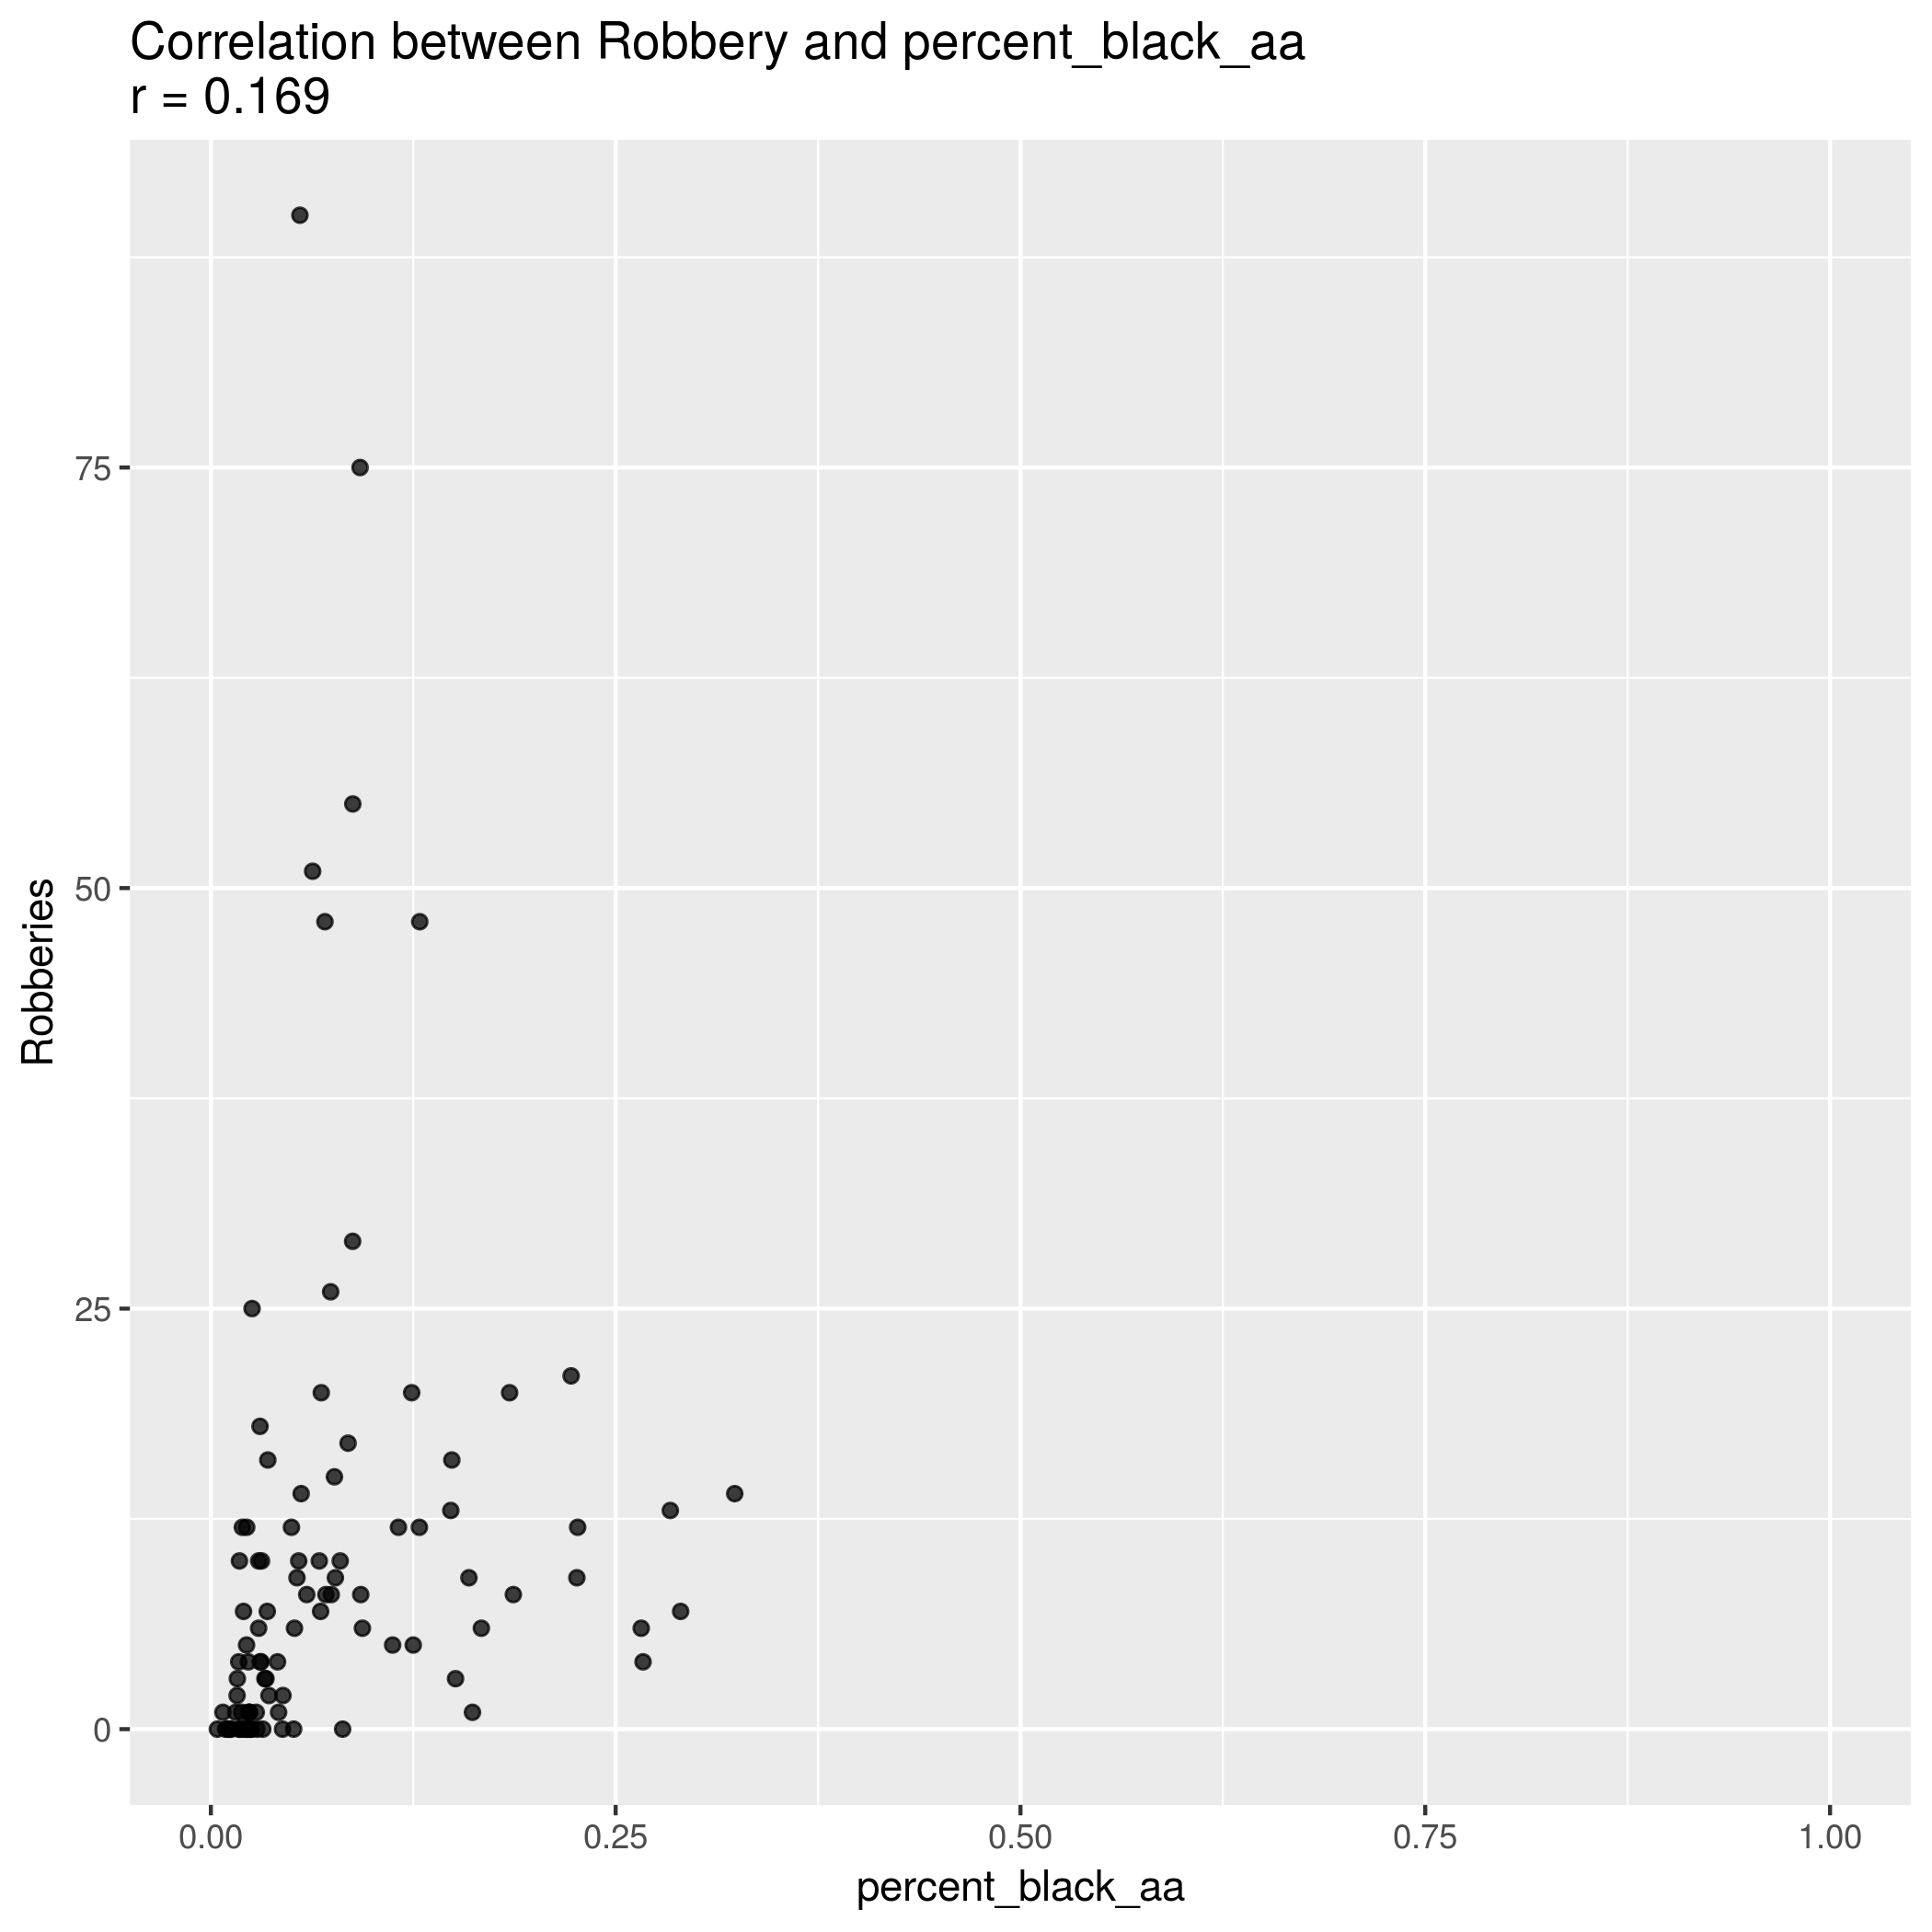 Correlation between Robbery and percent_black_aa
r = 0.169
75
50
25
0
Robberies
0.00 0.25 0.50 0.75 1.00
percent_black_aa